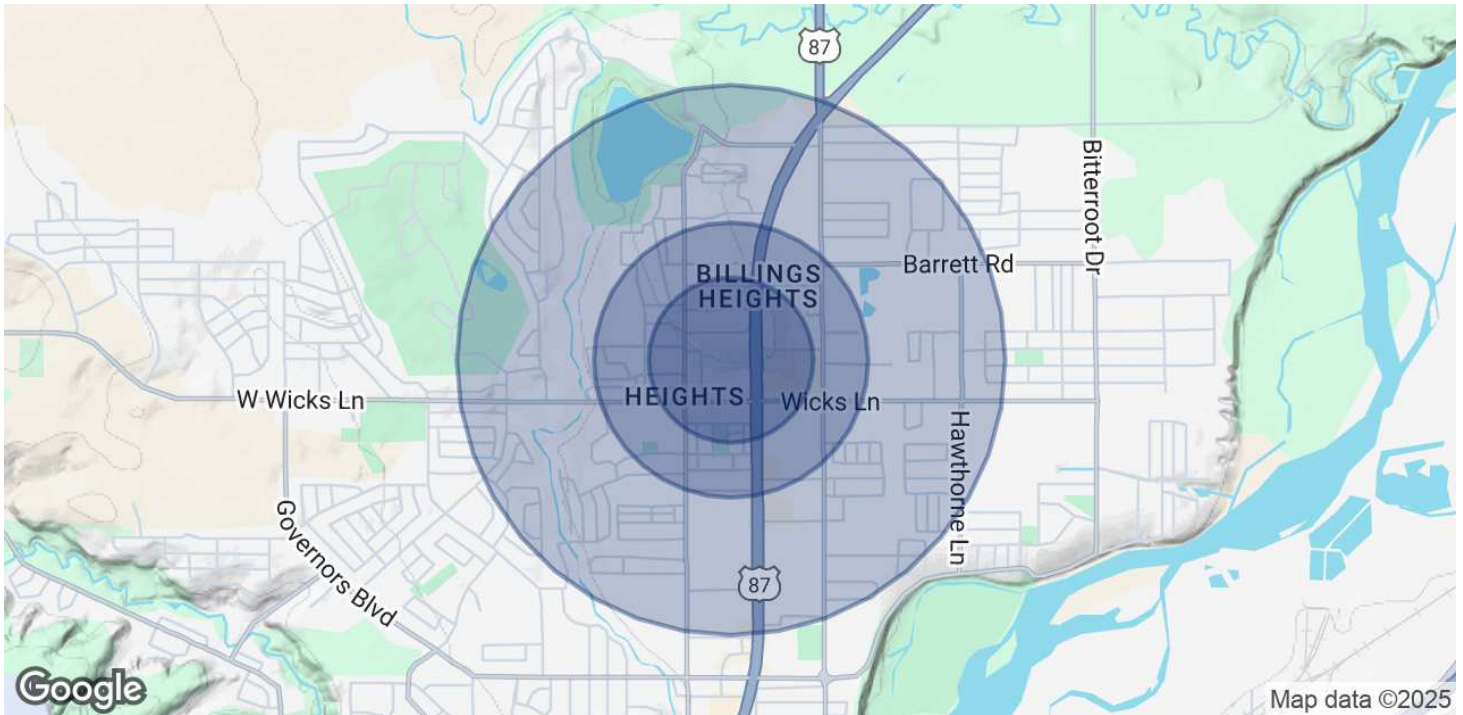 87
Bitterroot Dr
BILLINGS
HEIGHTS
Barrett Rd
HEIGHTS
W Wicks Ln
Wicks Ln
Hawthorne Ln
Governors Blvd
87
Google
Map data ©2025